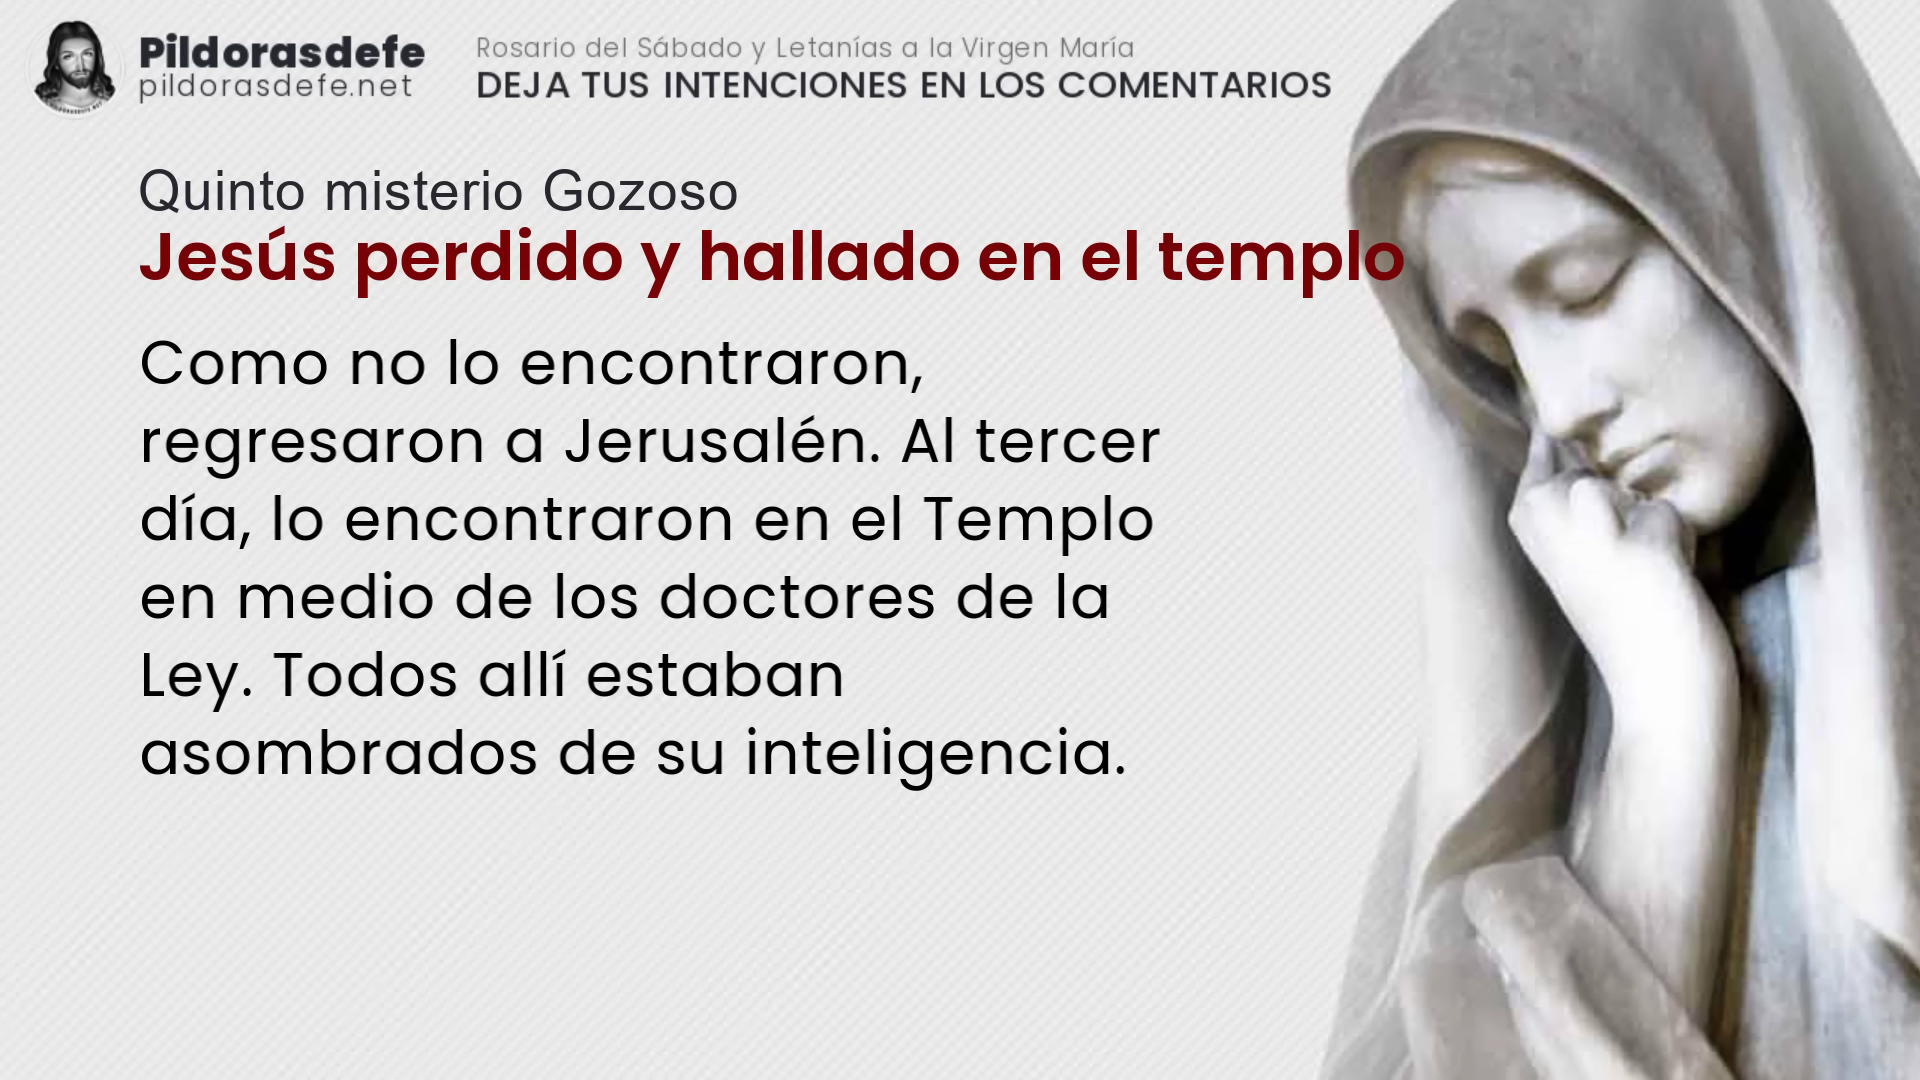 Pildorasdefe
pildorasdefe.net
Rosario del Sábado y Letanías a la Virgen María
DEJA TUS INTENCIONES EN LOS COMENTARIOS
Quinto misterio Gozoso
Jesús perdido y hallado en el templo
Como no lo encontraron,
regresaron a Jerusalén. Al tercer
día, lo encontraron en el Templo
en medio de los doctores de la
Ley. Todos allí estaban
asombrados de su inteligencia.